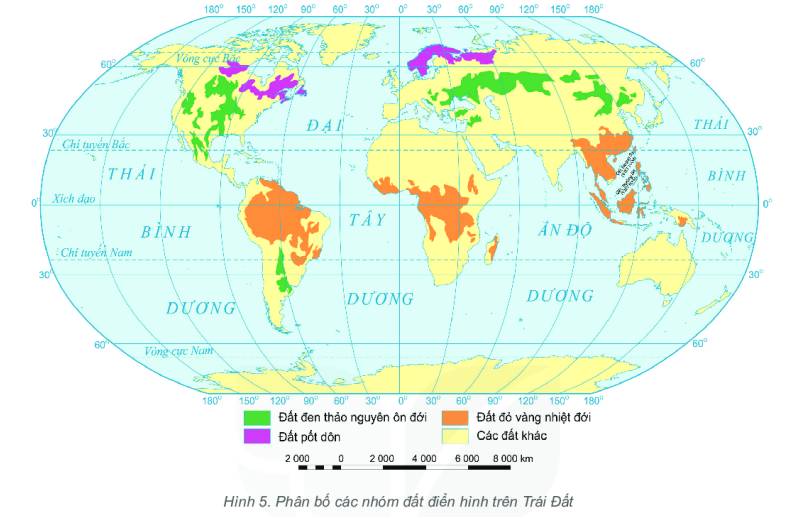 180° 150° 120° 90° 60° 30° 0° 30° 60° 90° 120° 150° 180°
Vòng cực Bắc
60° 60°
ĐẠI
THÁI
30° 30°
Chí tuyến Bắc
THÁI
BÌNH
Xích đạo
0° 0°
TÂY
BÌNH
ẤN ĐỘ
DƯƠNG
Chí tuyến Nam
30° 30°
DƯƠNG
DƯƠNG
DƯƠNG
60° 60°
Vòng cực Nam
180° 150° 120° 90° 60° 30° 0° 30° 60° 90° 120° 150° 180°
Đất đen thảo nguyên ôn đới
Đất đỏ vàng nhiệt đới
Đất pốt dôn
Các đất khác
2 000 0 2 000 4 000 6 000 8 000 km
Hình 5. Phân bố các nhóm đất điển hình trên Trái Đất